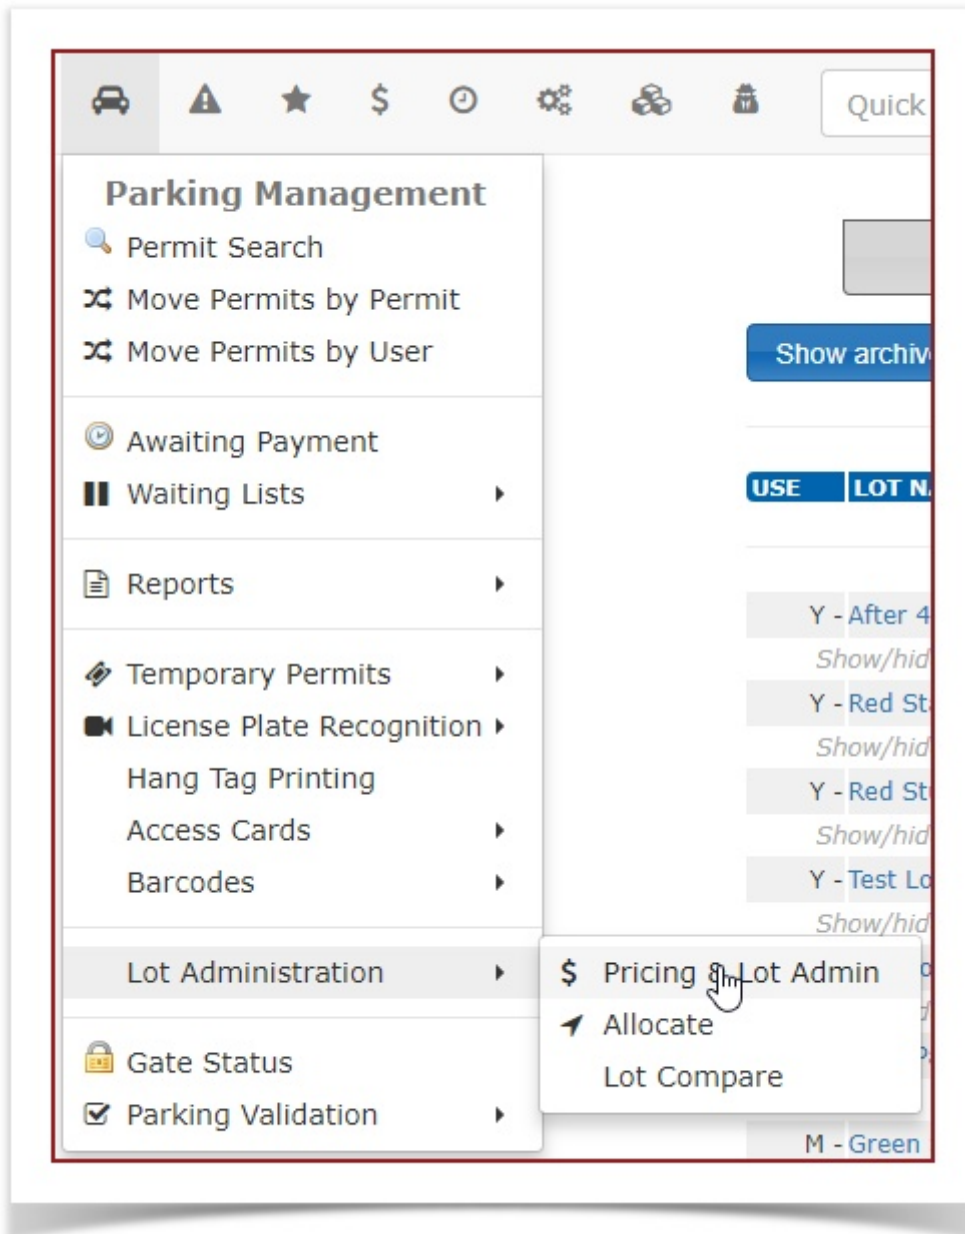 Quick
Parking Management
Permit Search
Move Permits by Permit
Move Permits by User
Awaiting Payment
Waiting Lists
Reports
Temporary Permits
License Plate Recognition
Hang Tag Printing
Access Cards
Barcodes
Lot Administration
Gate Status
Parking Validation
$ Pricing & Lot Admin
Allocate
Lot Compare
Show archiv
USE LOT N
Y - After 4
Show/hid
Y - Red St
Show/hid
Y - Red St
Show/hid
Y - Test Lo
Show/hid
M - Green